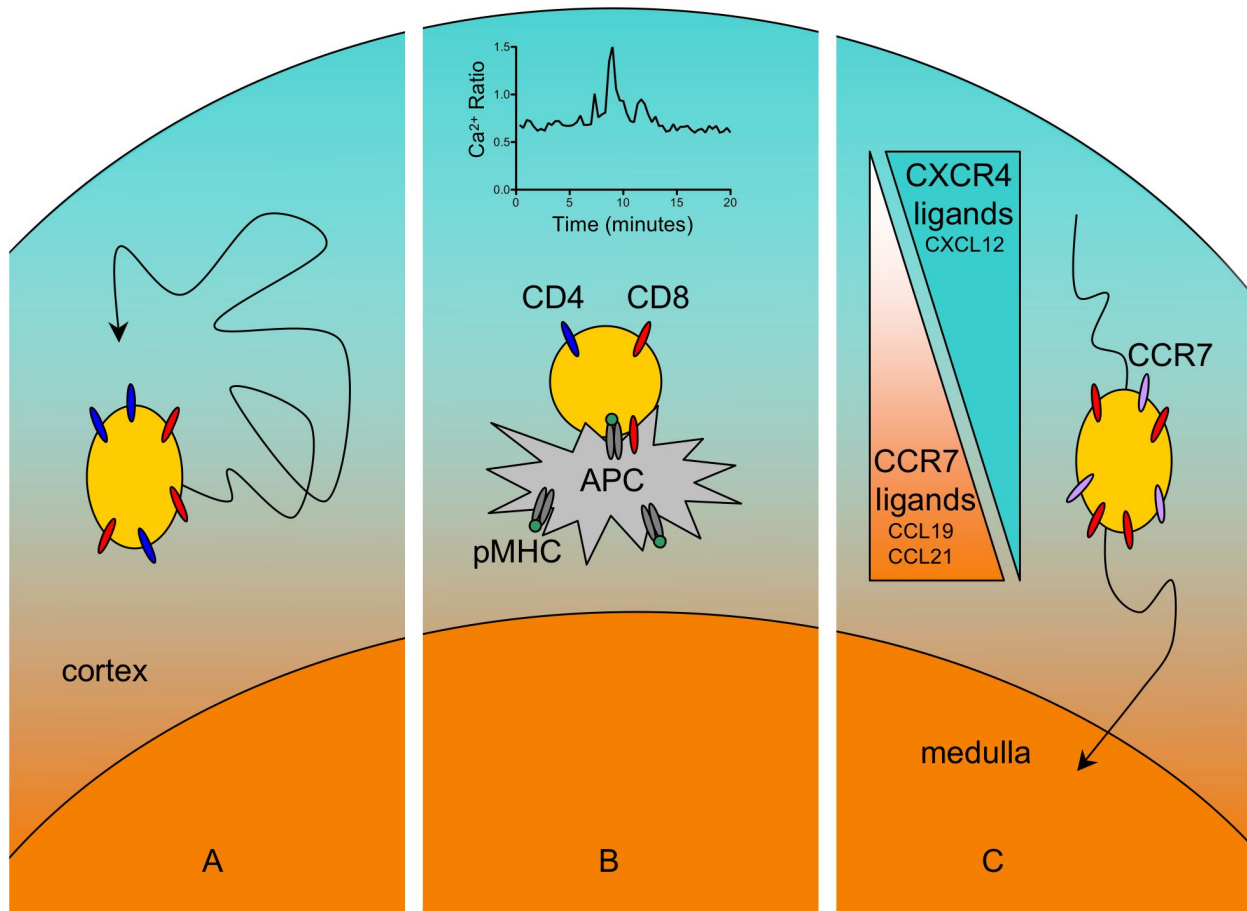 1.5
1.0
0.5
0.0
Ca²⁺ Ratio
0 5 10 15 20
Time (minutes)
CD4 CD8
APC
pMHC
CXCR4
ligands
CXCL12
CCR7
ligands
CCL19
CCL21
CCR7
cortex
medulla
A B C